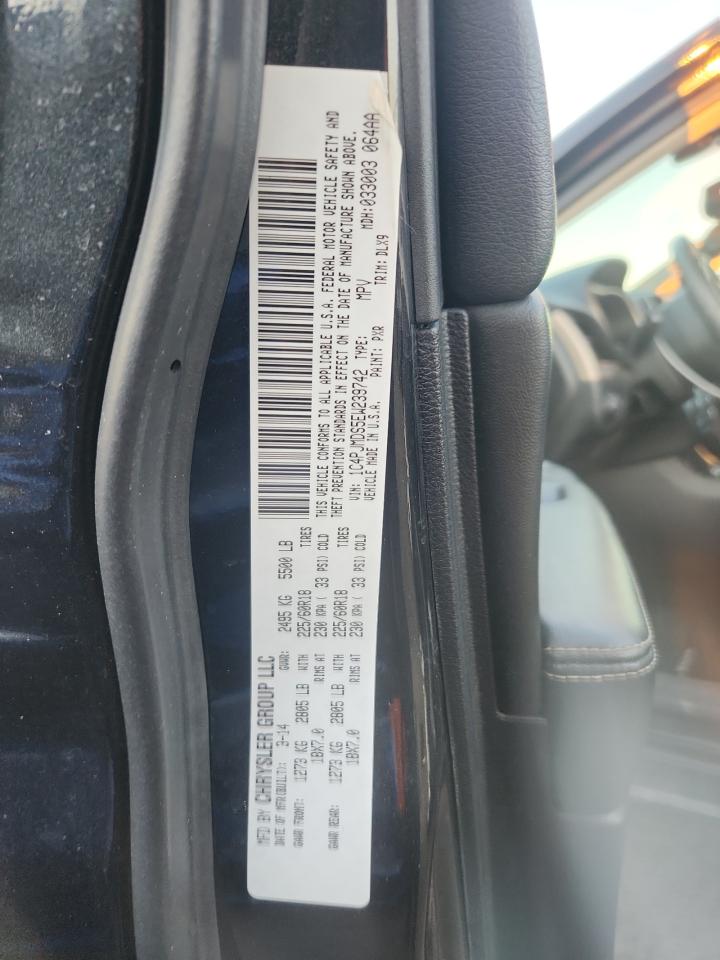 MFD BY CHRYSLER GROUP LLC
DATE OF MFR(BUILT): 3-14 GVWR: 2495 KG 5500 LB
GAWR/FRONT: 1273 KG 2805 LB WITH 225/60R18 TIRES
18X7.0 RIMS AT 230 KPA ( 33 PSI) COLD
GAWR/REAR: 1273 KG 2805 LB WITH 225/60R18 TIRES
18X7.0 RIMS AT 230 KPA ( 33 PSI) COLD
THIS VEHICLE CONFORMS TO ALL APPLICABLE U.S.A. FEDERAL MOTOR VEHICLE SAFETY AND
THEFT PREVENTION STANDARDS IN EFFECT ON THE DATE OF MANUFACTURE SHOWN ABOVE.
VIN: 1C4PJMDS5EW239742 TYPE: MPV MDH:033003 064AA
VEHICLE MADE IN U.S.A. PAINT: PXR TRIM: DLX9